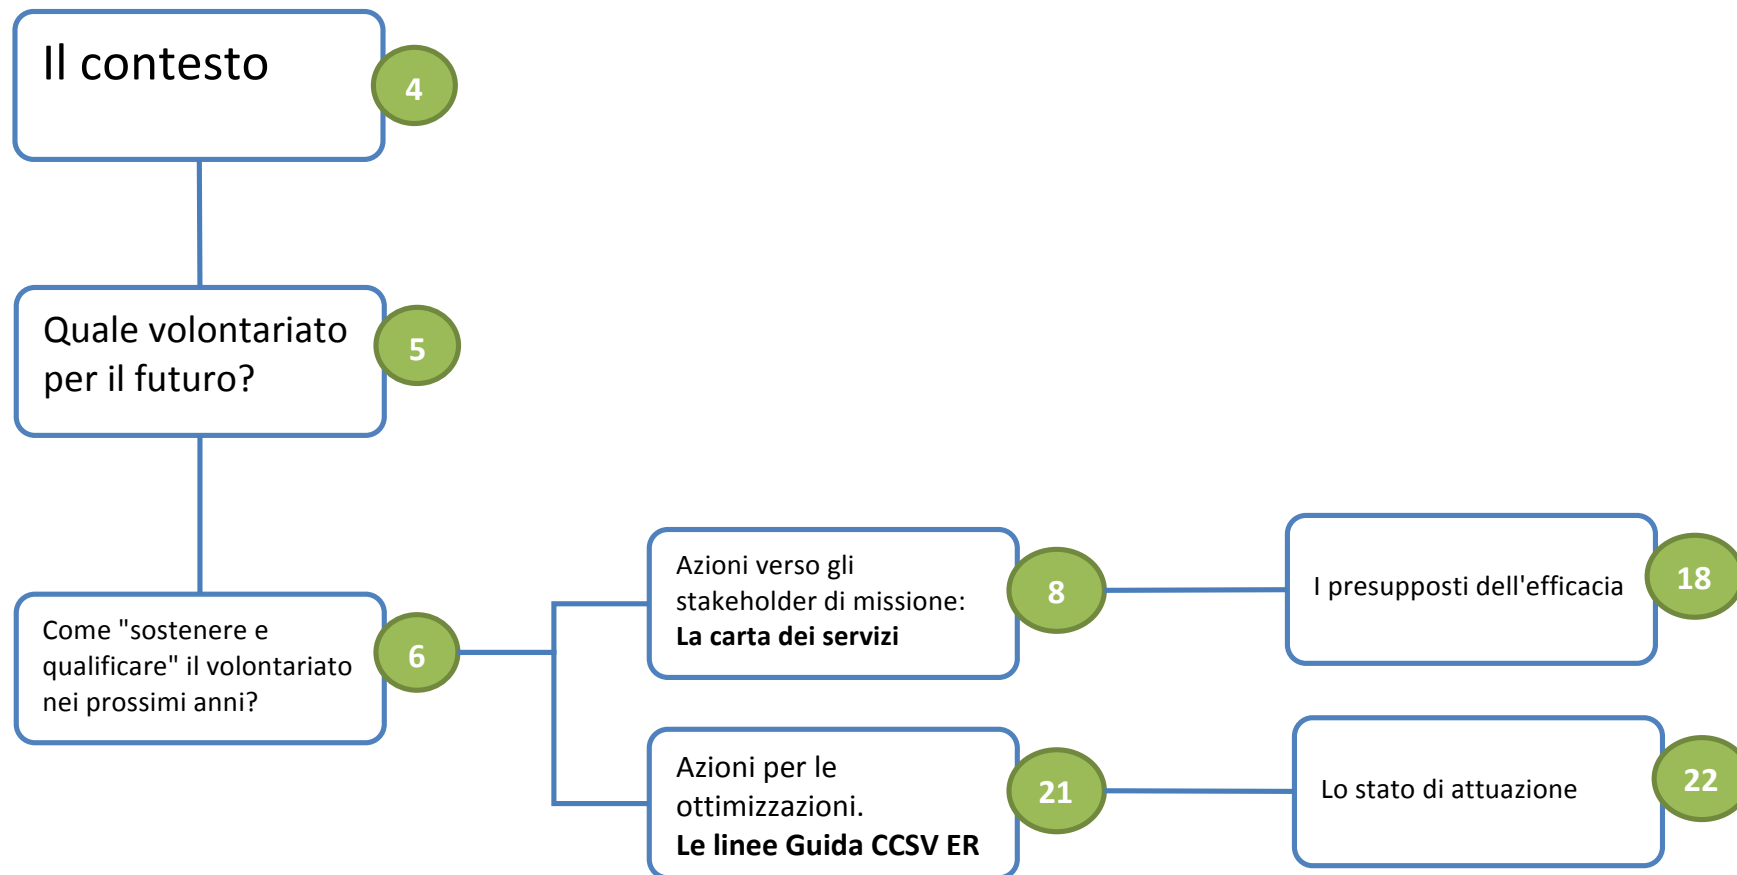 Il contesto
4
Quale volontariato
per il futuro?
5
Come "sostenere e
qualificare" il volontariato
nei prossimi anni?
6
Azioni verso gli
stakeholder di missione:
La carta dei servizi
8
I presupposti dell'efficacia
18
Azioni per le
ottimizzazioni.
Le linee Guida CCSV ER
21
Lo stato di attuazione
22